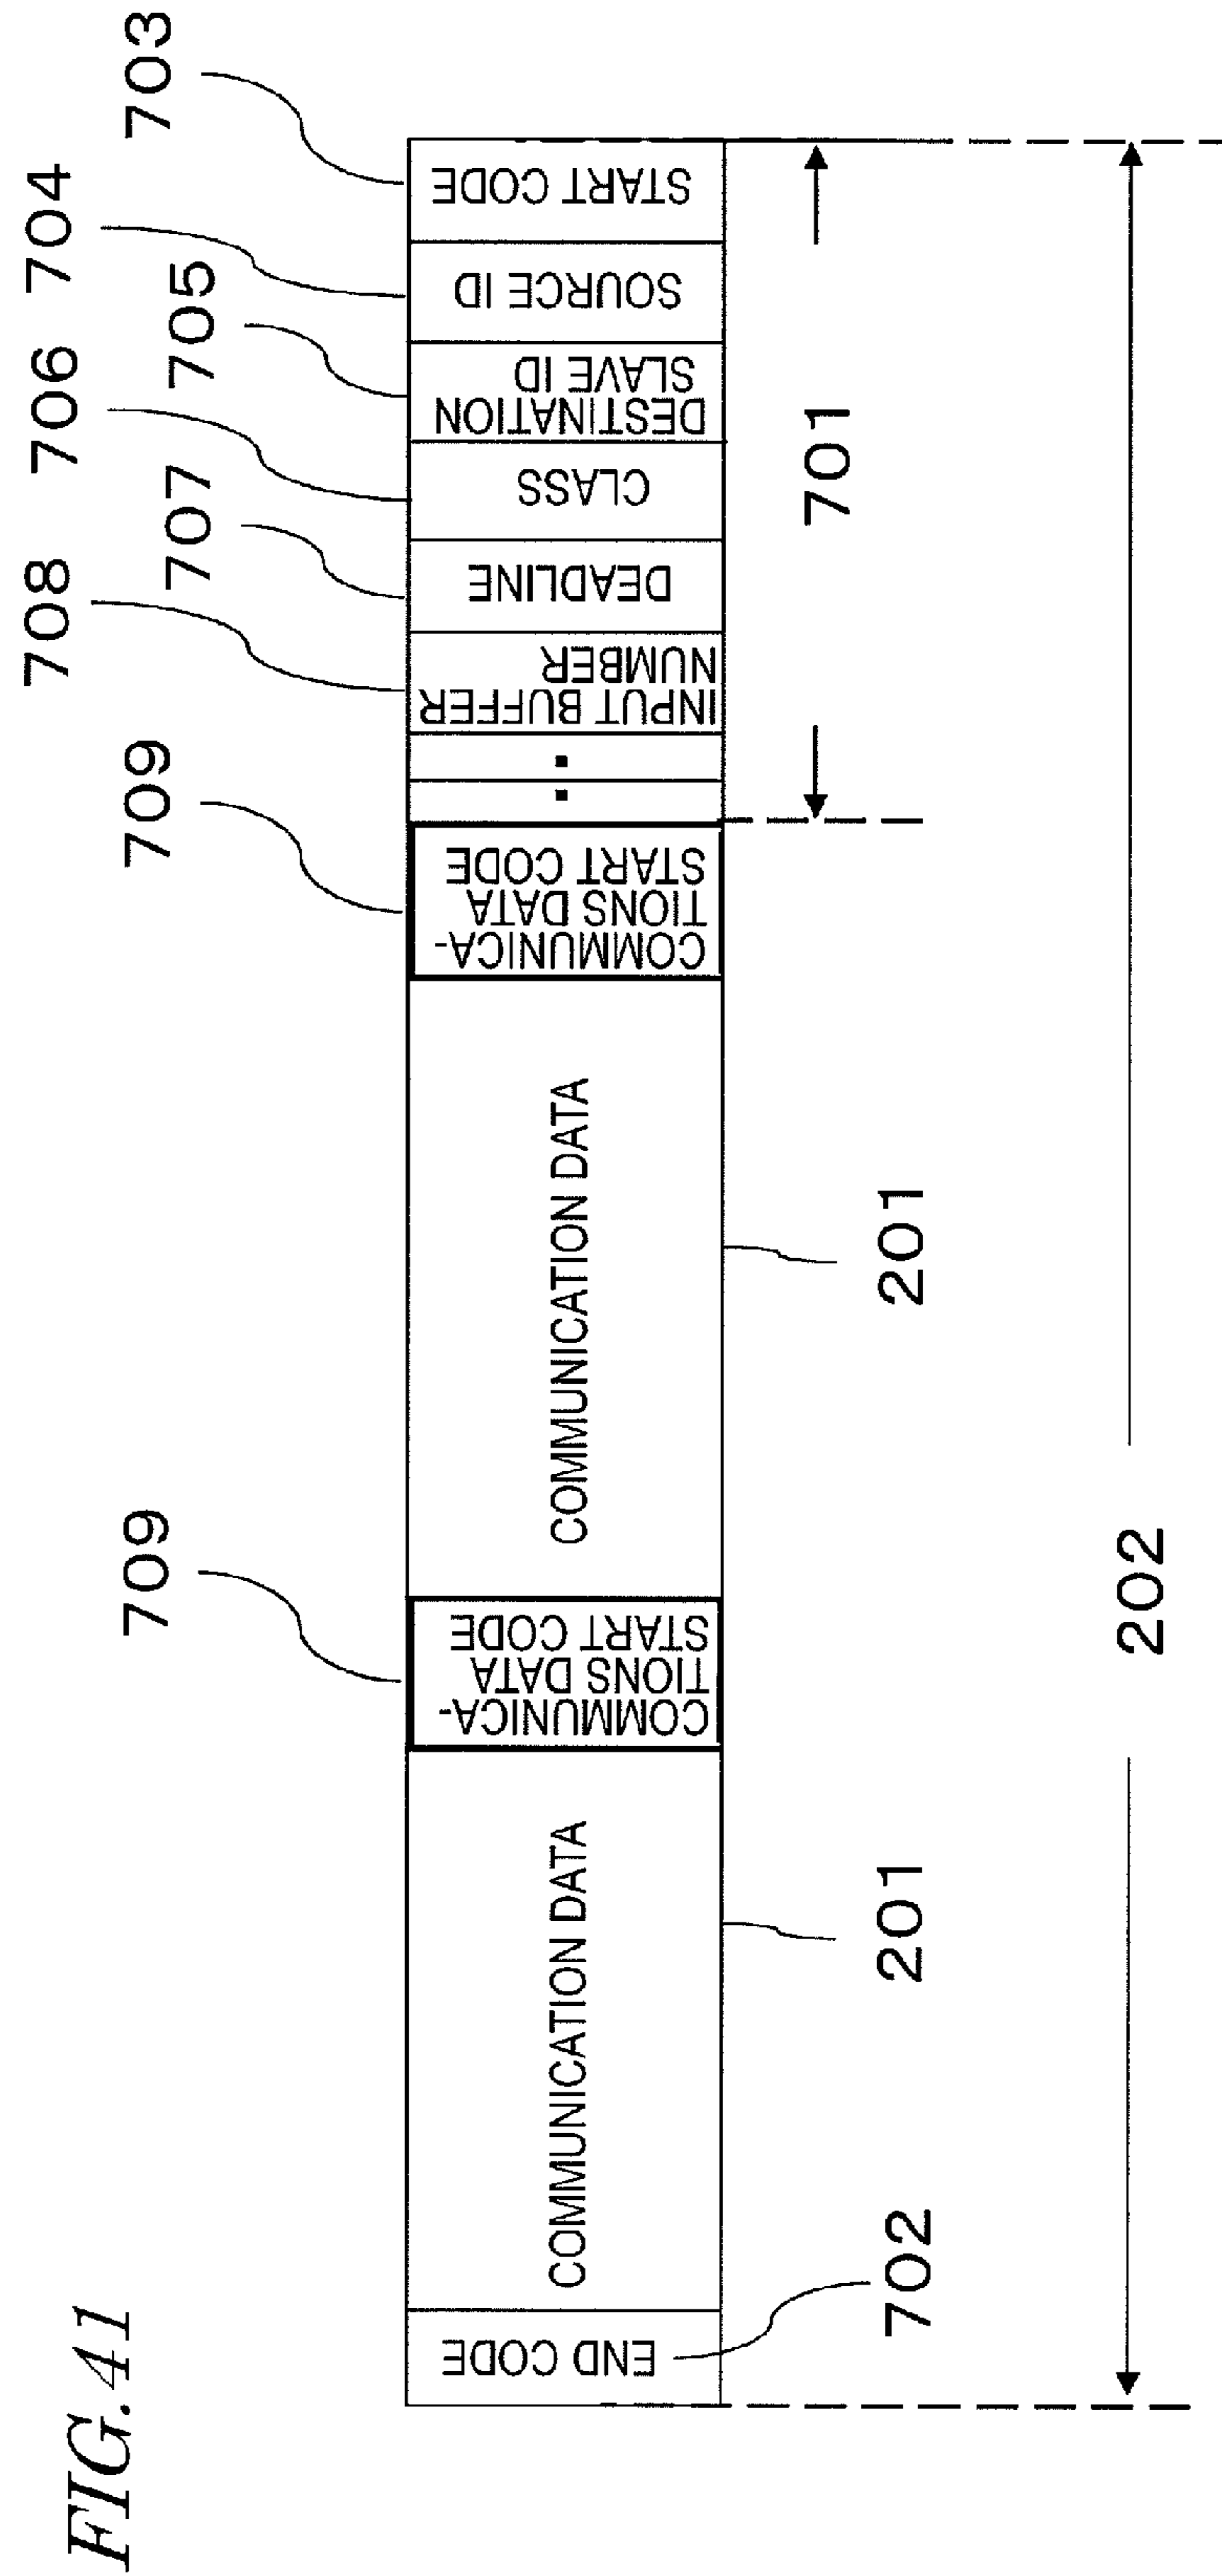 FIG. 41
709
709
708
707
706
705
704
703
END CODE
COMMUNICATION DATA
COMMUNICA-
TIONS DATA
START CODE
COMMUNICATION DATA
COMMUNICA-
TIONS DATA
START CODE
INPUT BUFFER
NUMBER
DEADLINE
CLASS
DESTINATION
SLAVE ID
SOURCE ID
START CODE
702
201
201
701
202